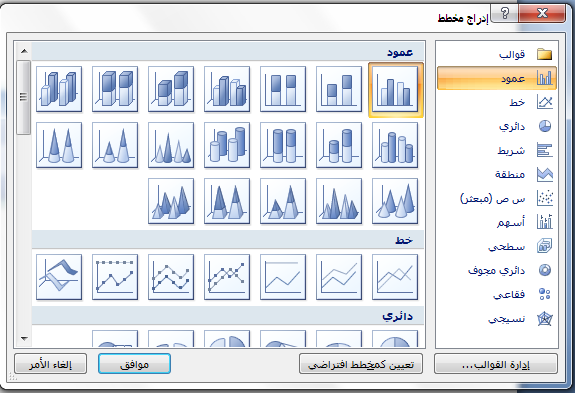 إدراج مخطط
قوالب
عمود
خط
دائري
شريط
منطقة
س ص (مبعثر)
أسهم
سطحي
دائري مجوف
فقاعي
نسيجي
عمود
خط
دائري
إدارة القوالب...
تعيين كمخطط افتراضي
موافق
إلغاء الأمر